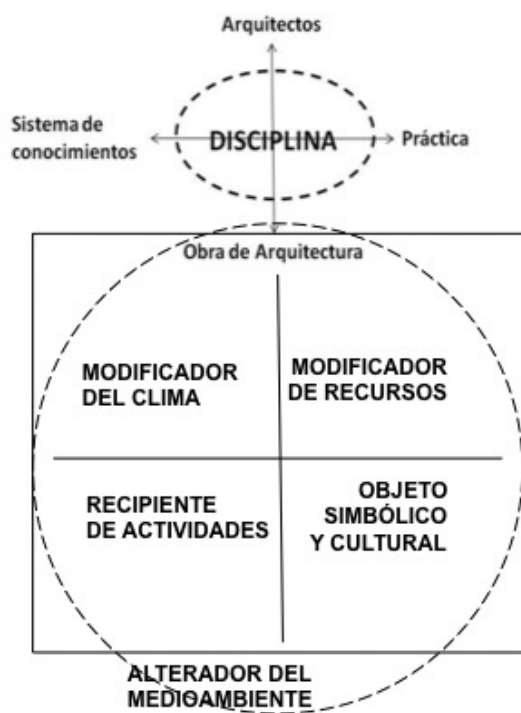 Arquitectos
Sistema de
conocimientos
DISCIPLINA
Práctica
Obra de Arquitectura
MODIFICADOR
DEL CLIMA
MODIFICADOR
DE RECURSOS
RECIPIENTE
DE ACTIVIDADES
OBJETO
SIMBÓLICO
Y CULTURAL
ALTERADOR DEL
MEDIOAMBIENTE